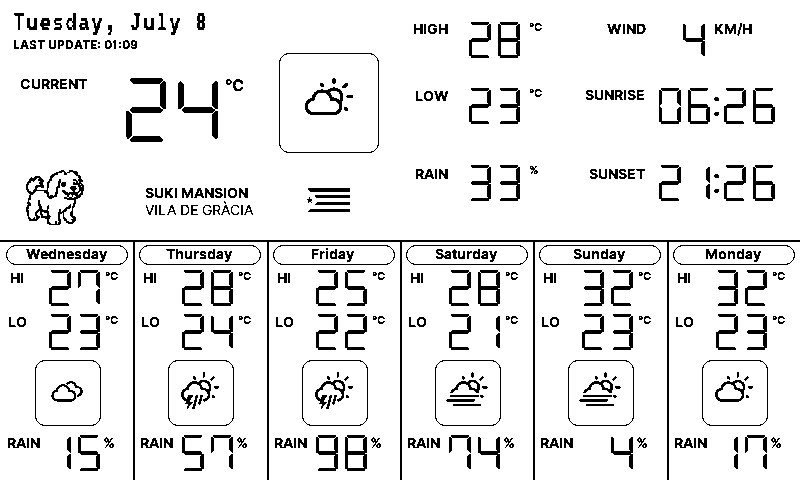 Tuesday, July 8
LAST UPDATE: 01:09
CURRENT 24 °C
SUKI MANSION
VILA DE GRÀCIA
HIGH 28 °C
LOW 23 °C
RAIN 33 %
WIND 4 KM/H
SUNRISE 06:26
SUNSET 21:26
Wednesday
HI 27 °C
LO 23 °C
RAIN 15 %
Thursday
HI 28 °C
LO 24 °C
RAIN 57 %
Friday
HI 25 °C
LO 22 °C
RAIN 98 %
Saturday
HI 28 °C
LO 21 °C
RAIN 74 %
Sunday
HI 32 °C
LO 23 °C
RAIN 4 %
Monday
HI 32 °C
LO 23 °C
RAIN 17 %